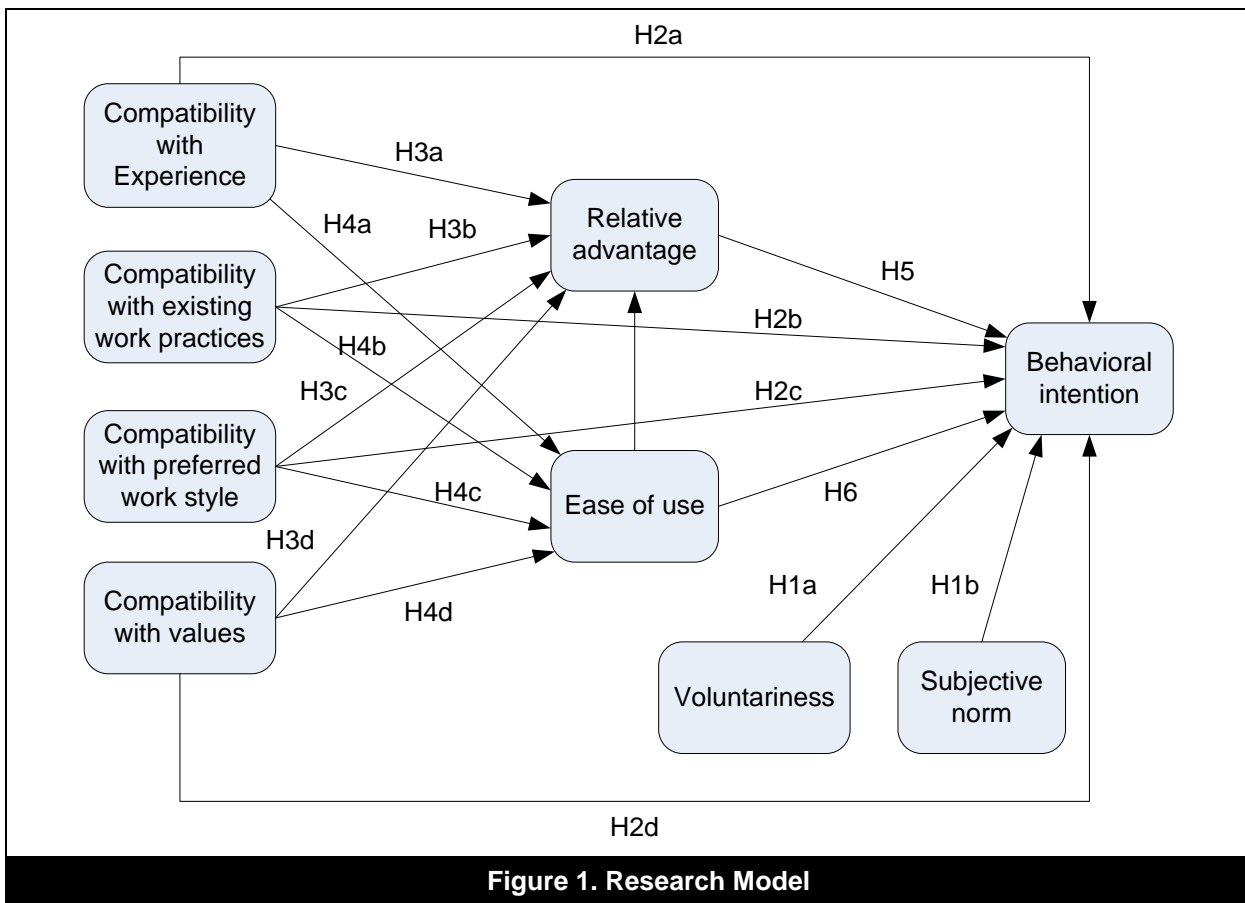 H2a
Compatibility
with
Experience
H3a
H4a
H3b
Relative
advantage
Compatibility
with existing
work practices
H5
H2b
H4b
H3c
Behavioral
intention
H2c
Compatibility
with preferred
work style
H4c
Ease of use
H6
H3d
Compatibility
with values
H4d
H1a
H1b
Voluntariness
Subjective
norm
H2d
Figure 1. Research Model